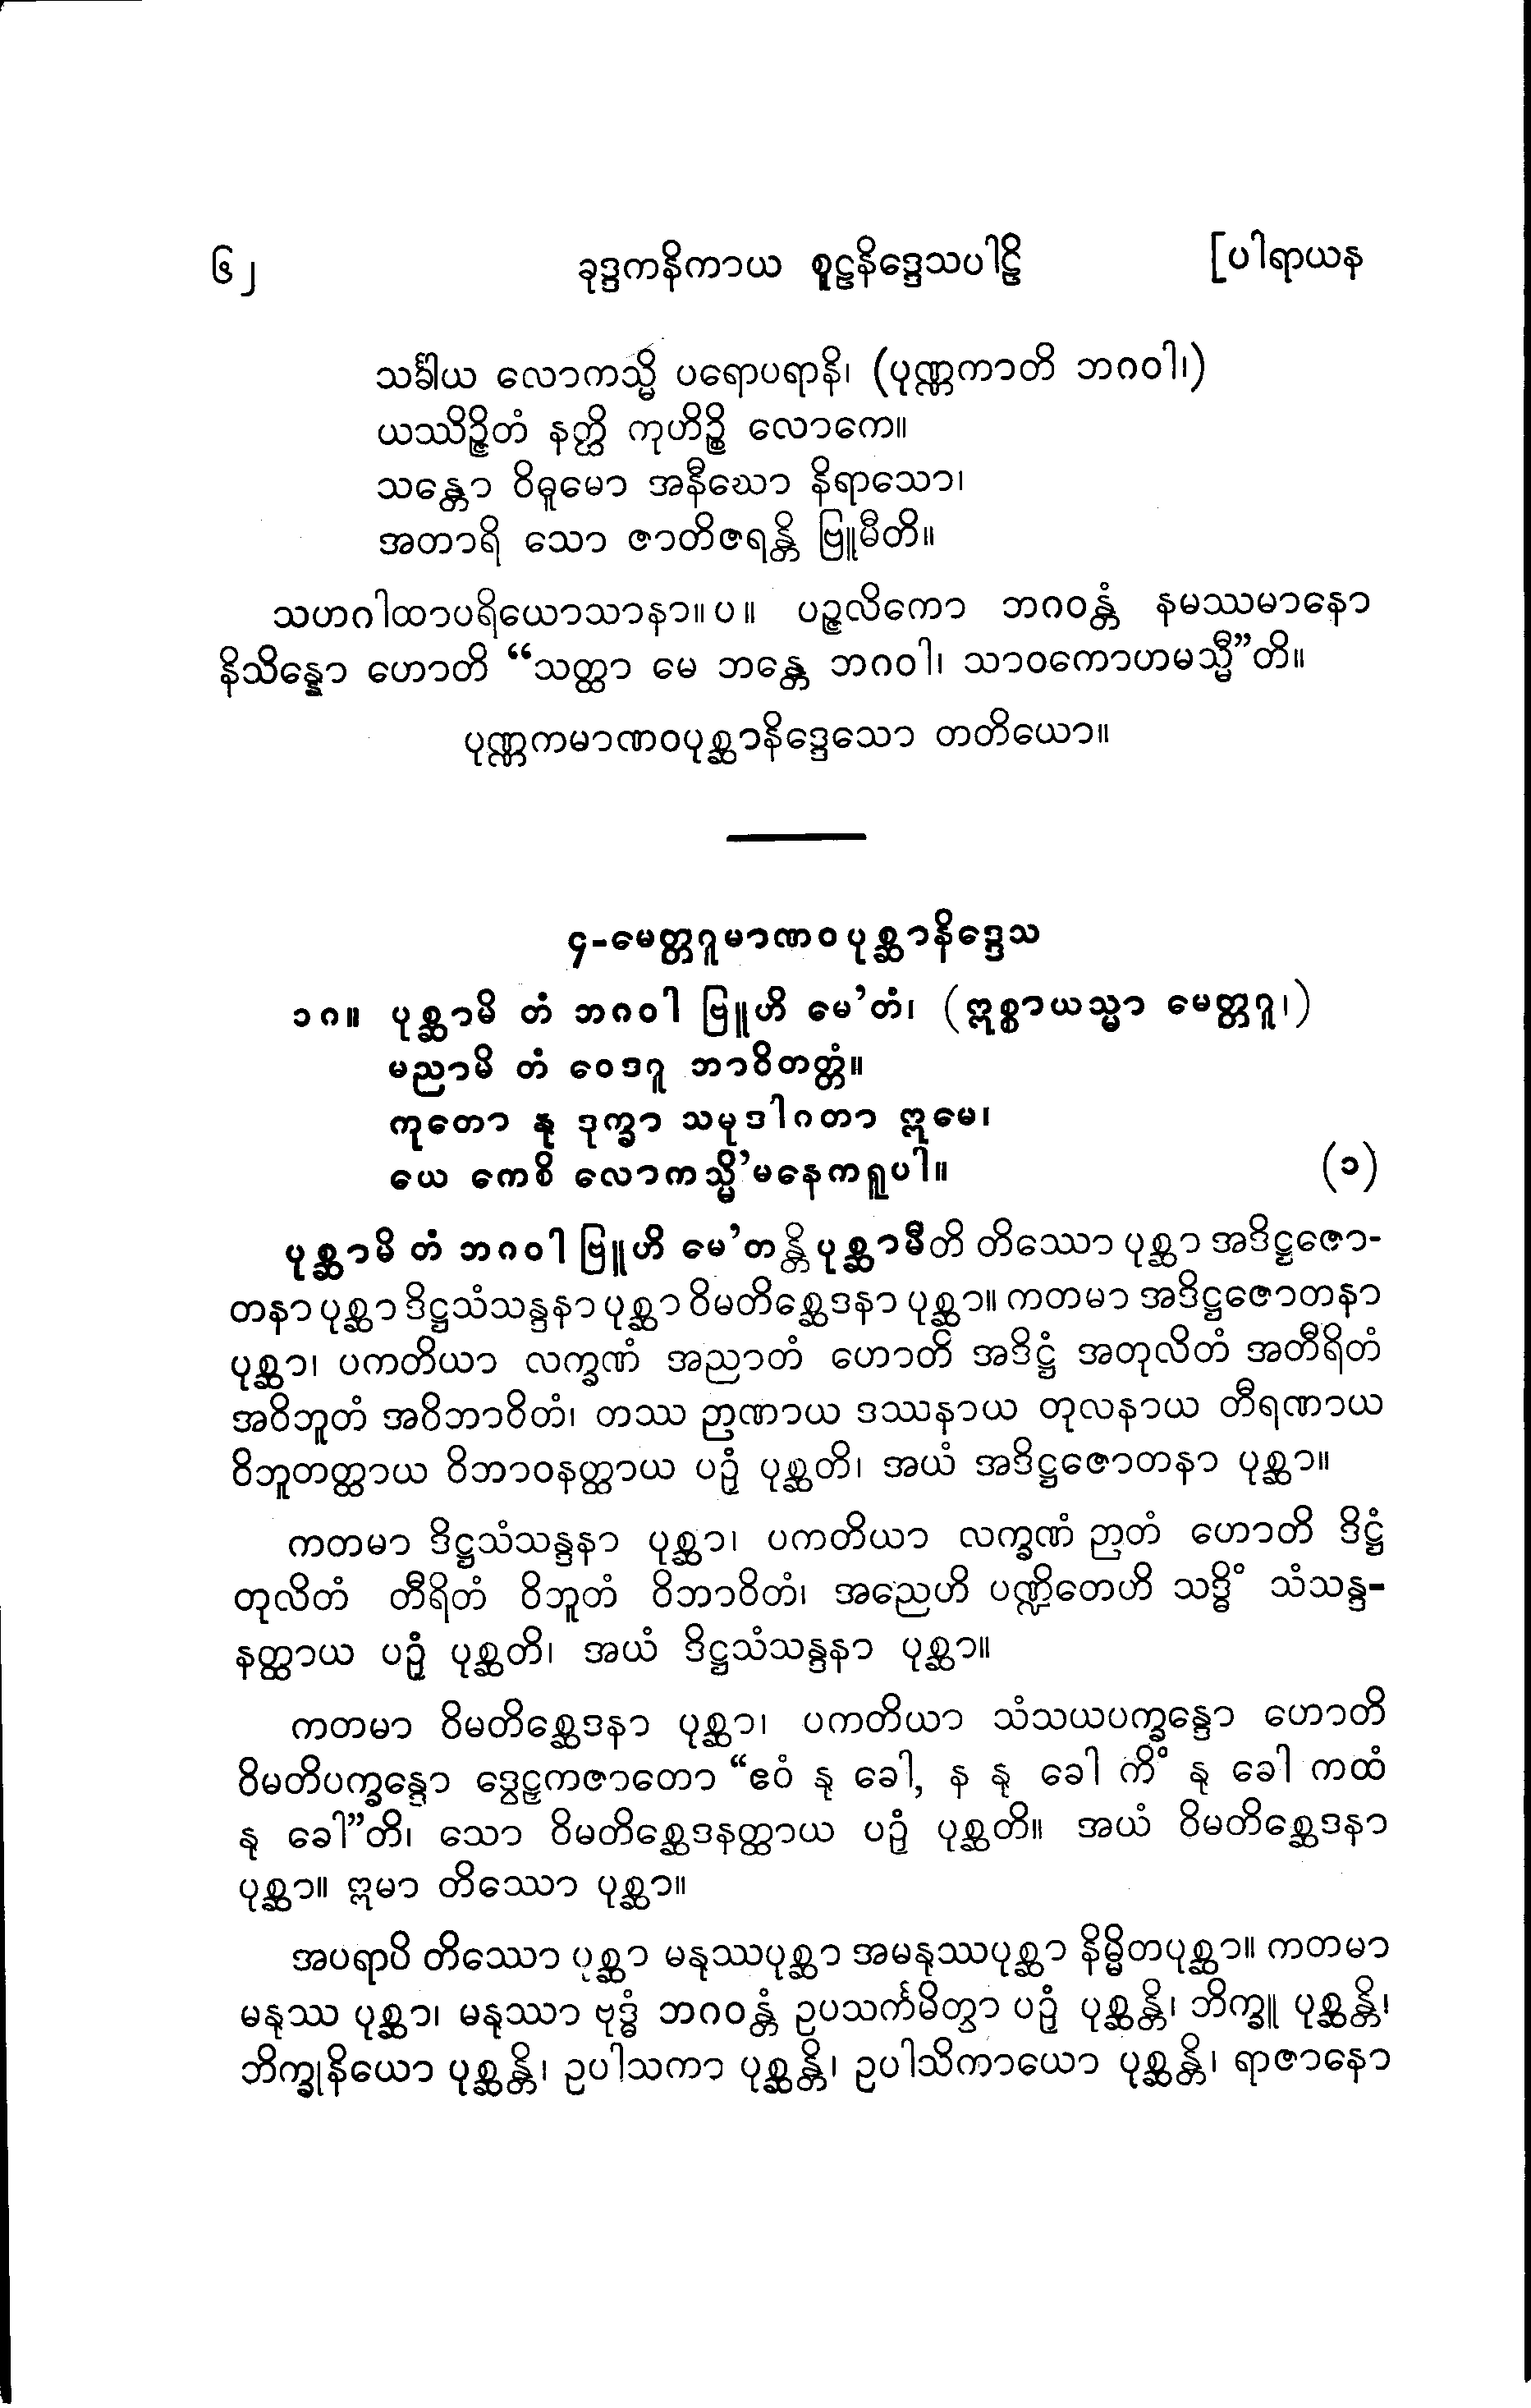 ၆၂ ခုဒ္ဒကနိကာယ စူဠနိဒ္ဒေသပါဠိ [ပါရာယန
သင်္ခါယ လောကသ္မိ ပရောပရာနိ၊ (ပုဏ္ဏကာတိ ဘဂဝါ၊)
ယဿိဉ္ဇိတံ နတ္ထိ ကုဟိဉ္စိ လောကေ။
သန္တော ဝိဓူမော အနီဃော နိရာသော၊
အတာရိ သော ဇာတိဇရန္တိ ဗြူမီတိ။
သဟဂါထာပရိယောသာနာ။ပ။ ပဉ္ဇလိကော ဘဂဝန္တံ နမဿမာနော
နိသိန္နော ဟောတိ “သတ္ထာ မေ ဘန္တေ ဘဂဝါ၊ သာဝကောဟမသ္မီ”တိ။
ပုဏ္ဏကမာဏဝပုစ္ဆာနိဒ္ဒေသော တတိယော။
၄-မေတ္တဂူမာဏဝပုစ္ဆာနိဒ္ဒေသ
၁၈။ ပုစ္ဆာမိ တံ ဘဂဝါ ဗြူဟိ မေ’တံ၊ (ဣစ္စာယသ္မာ မေတ္တဂူ၊)
မညာမိ တံ ဝေဒဂူ ဘာဝိတတ္တံ။
ကုတော နု ဒုက္ခာ သမုဒါဂတာ ဣမေ၊
ယေ ကေစိ လောကသ္မိံ’မနေကရူပါ။ (၁)
ပုစ္ဆာမိ တံ ဘဂဝါ ဗြူဟိ မေ’တန္တိ ပုစ္ဆာမီတိ တိဿော ပုစ္ဆာ အဒိဋ္ဌဇော-
တနာ ပုစ္ဆာ ဒိဋ္ဌသံသန္ဒနာ ပုစ္ဆာ ဝိမတိစ္ဆေဒနာ ပုစ္ဆာ။ ကတမာ အဒိဋ္ဌဇောတနာ
ပုစ္ဆာ၊ ပကတိယာ လက္ခဏံ အညာတံ ဟောတိ အဒိဋ္ဌံ အတုလိတံ အတီရိတံ
အဝိဘူတံ အဝိဘာဝိတံ၊ တဿ ဉာဏာယ ဒဿနာယ တုလနာယ တီရဏာယ
ဝိဘူတတ္ထာယ ဝိဘာဝနတ္ထာယ ပဉှံ ပုစ္ဆတိ၊ အယံ အဒိဋ္ဌဇောတနာ ပုစ္ဆာ။
ကတမာ ဒိဋ္ဌသံသန္ဒနာ ပုစ္ဆာ၊ ပကတိယာ လက္ခဏံ ဉာတံ ဟောတိ ဒိဋ္ဌံ
တုလိတံ တီရိတံ ဝိဘူတံ ဝိဘာဝိတံ၊ အညေဟိ ပဏ္ဍိတေဟိ သဒ္ဓိံ သံသန္ဒ-
နတ္ထာယ ပဉှံ ပုစ္ဆတိ၊ အယံ ဒိဋ္ဌသံသန္ဒနာ ပုစ္ဆာ။
ကတမာ ဝိမတိစ္ဆေဒနာ ပုစ္ဆာ၊ ပကတိယာ သံသယပက္ခန္ဒော ဟောတိ
ဝိမတိပက္ခန္ဒော ဒွေဠှကဇာတော “ဧဝံ နု ခေါ, န နု ခေါ ကိံ နု ခေါ ကထံ
နု ခေါ”တိ၊ သော ဝိမတိစ္ဆေဒနတ္ထာယ ပဉှံ ပုစ္ဆတိ။ အယံ ဝိမတိစ္ဆေဒနာ
ပုစ္ဆာ။ ဣမာ တိဿော ပုစ္ဆာ။
အပရာပိ တိဿော ပုစ္ဆာ မနုဿပုစ္ဆာ အမနုဿပုစ္ဆာ နိမ္မိတပုစ္ဆာ။ ကတမာ
မနုဿ ပုစ္ဆာ၊ မနုဿာ ဗုဒ္ဓံ ဘဂဝန္တံ ဥပသင်္ကမိတွာ ပဉှံ ပုစ္ဆန္တိ၊ ဘိက္ခူ ပုစ္ဆန္တိ၊
ဘိက္ခုနိယော ပုစ္ဆန္တိ၊ ဥပါသကာ ပုစ္ဆန္တိ၊ ဥပါသိကာယော ပုစ္ဆန္တိ၊ ရာဇာနော